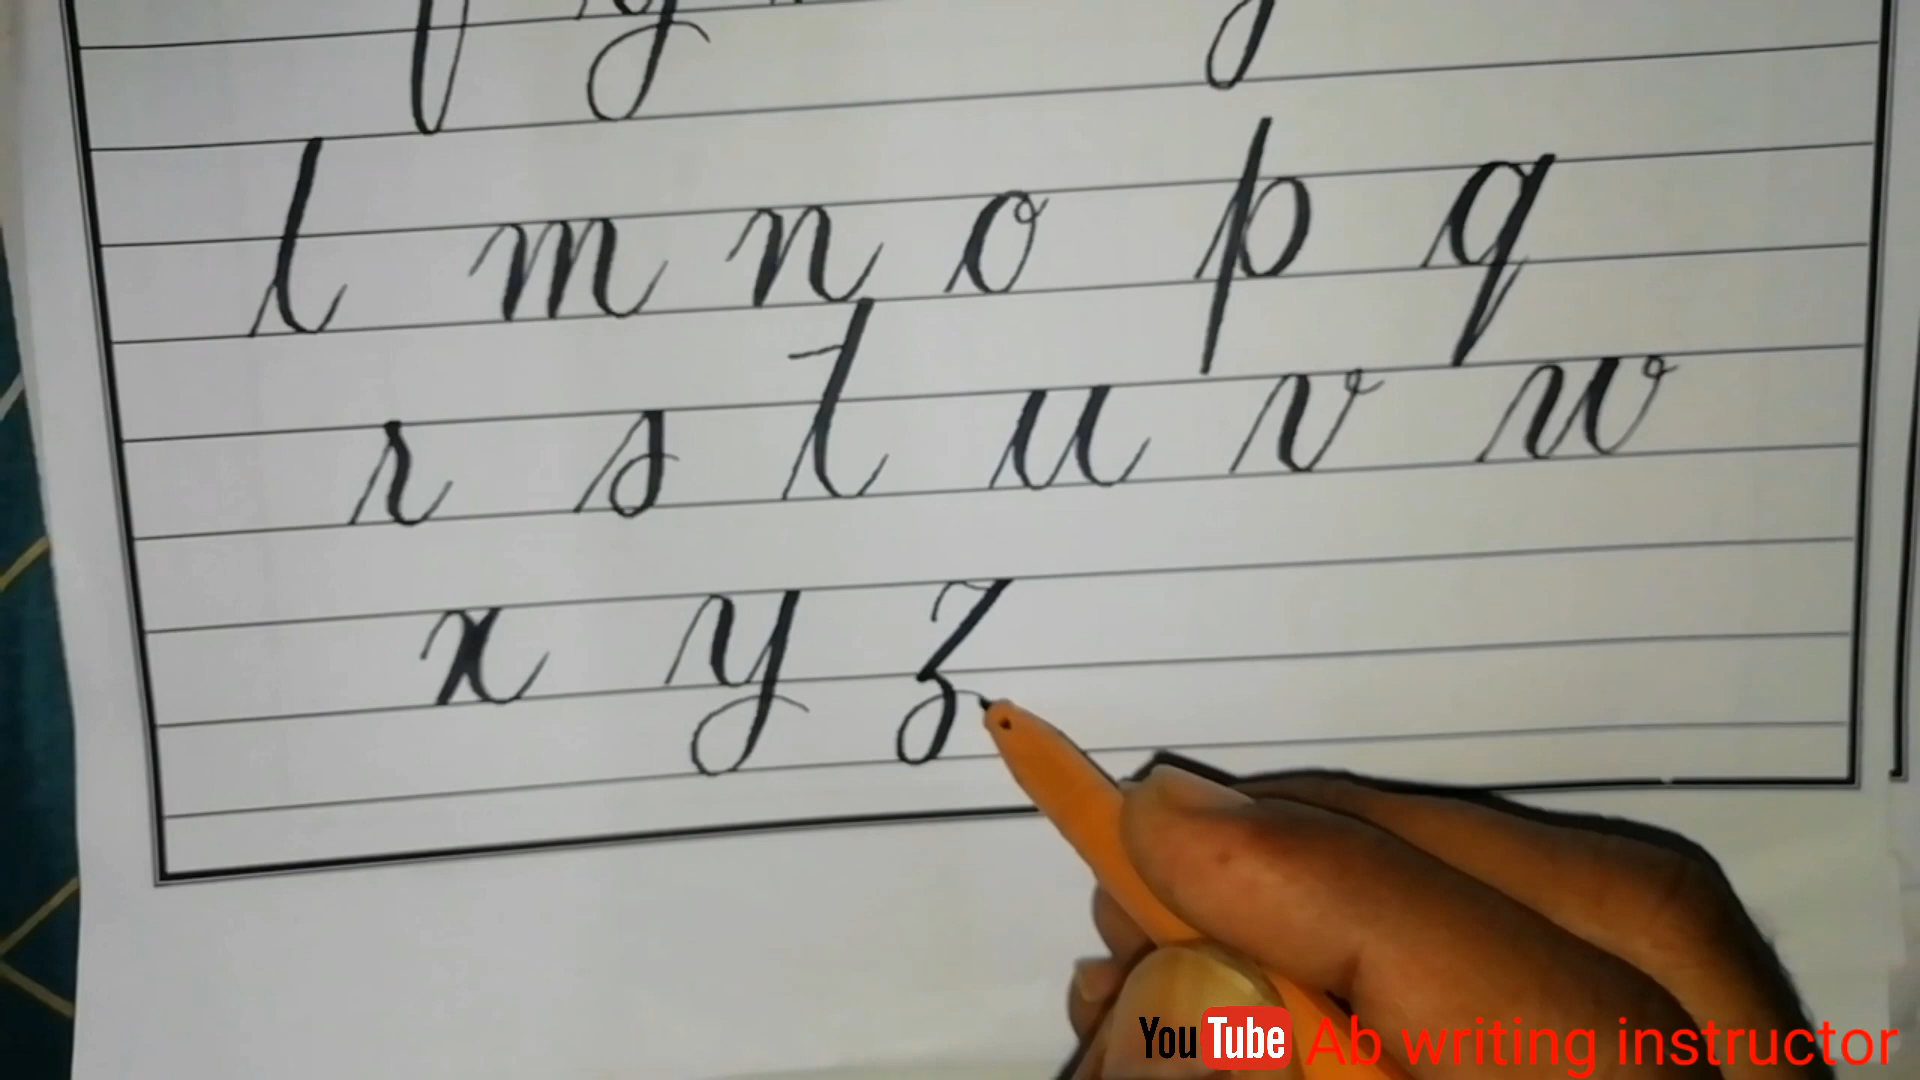 l m n o p q
r s t u v w
x y z
YouTube Ab writing instructor